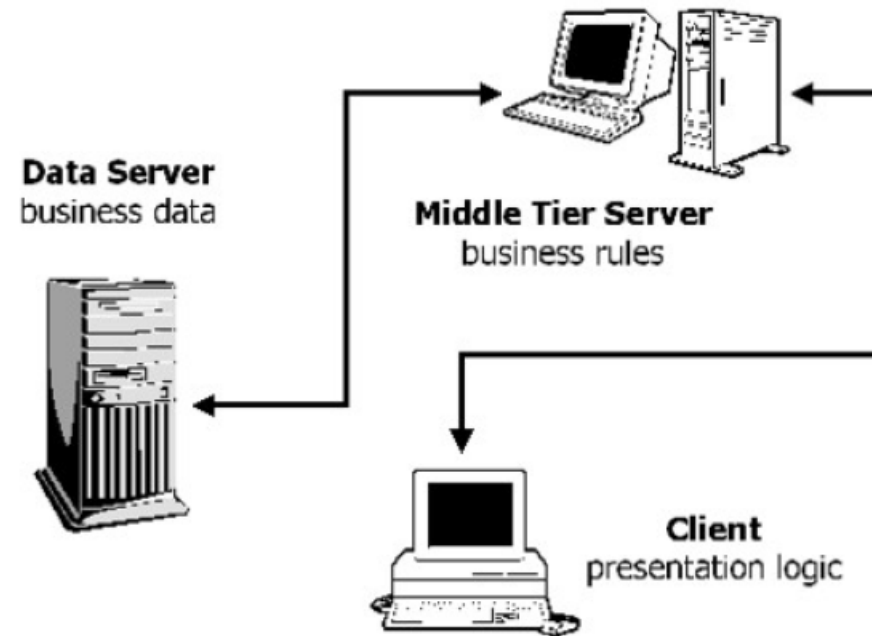 Data Server
business data
Middle Tier Server
business rules
Client
presentation logic